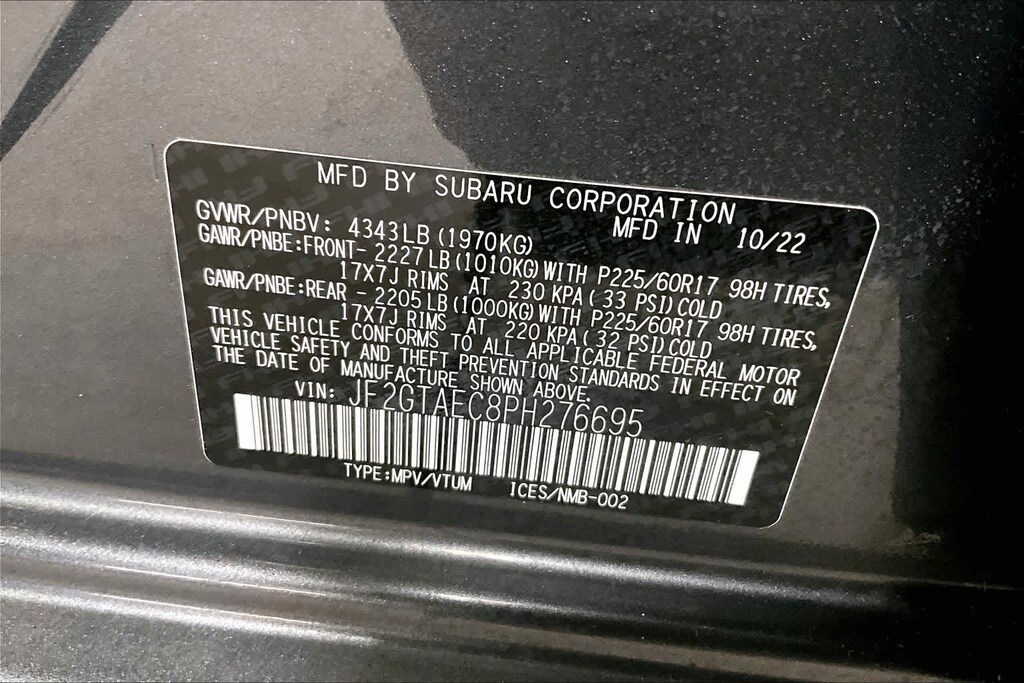 MFD BY SUBARU CORPORATION
MFD IN 10/22
GVWR/PNBV: 4343LB (1970KG)
GAWR/PNBE:FRONT- 2227LB (1010KG) WITH P225/60R17 98H TIRES,
17X7J RIMS AT 230 KPA (33 PSI) COLD
GAWR/PNBE:REAR - 2205LB (1000KG) WITH P225/60R17 98H TIRES,
17X7J RIMS AT 220 KPA (32 PSI) COLD
THIS VEHICLE CONFORMS TO ALL APPLICABLE FEDERAL MOTOR
VEHICLE SAFETY AND THEFT PREVENTION STANDARDS IN EFFECT ON
THE DATE OF MANUFACTURE SHOWN ABOVE.
VIN: JF2GTAEC8PH276695
TYPE:MPV/VTUM ICES/NMB-002